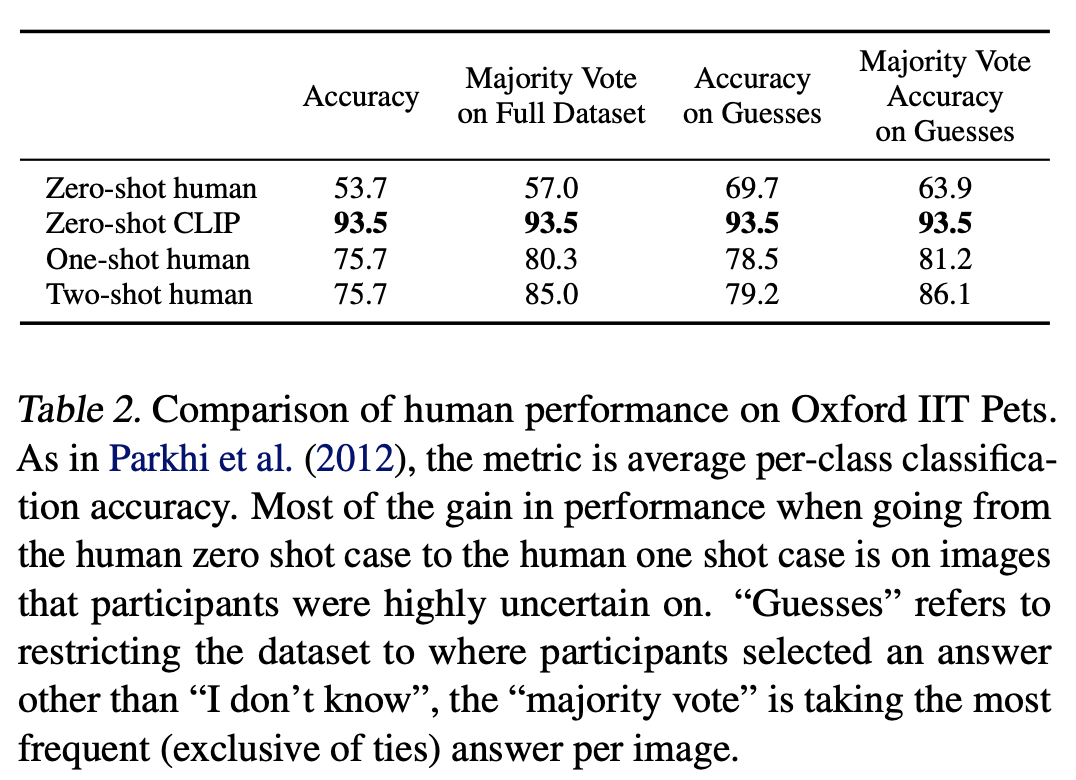 Accuracy Majority Vote on Full Dataset Accuracy on Guesses Majority Vote Accuracy on Guesses
Zero-shot human 53.7 57.0 69.7 63.9
Zero-shot CLIP 93.5 93.5 93.5 93.5
One-shot human 75.7 80.3 78.5 81.2
Two-shot human 75.7 85.0 79.2 86.1
Table 2. Comparison of human performance on Oxford IIT Pets.
As in Parkhi et al. (2012), the metric is average per-class classifica-
tion accuracy. Most of the gain in performance when going from
the human zero shot case to the human one shot case is on images
that participants were highly uncertain on. “Guesses” refers to
restricting the dataset to where participants selected an answer
other than “I don’t know”, the “majority vote” is taking the most
frequent (exclusive of ties) answer per image.